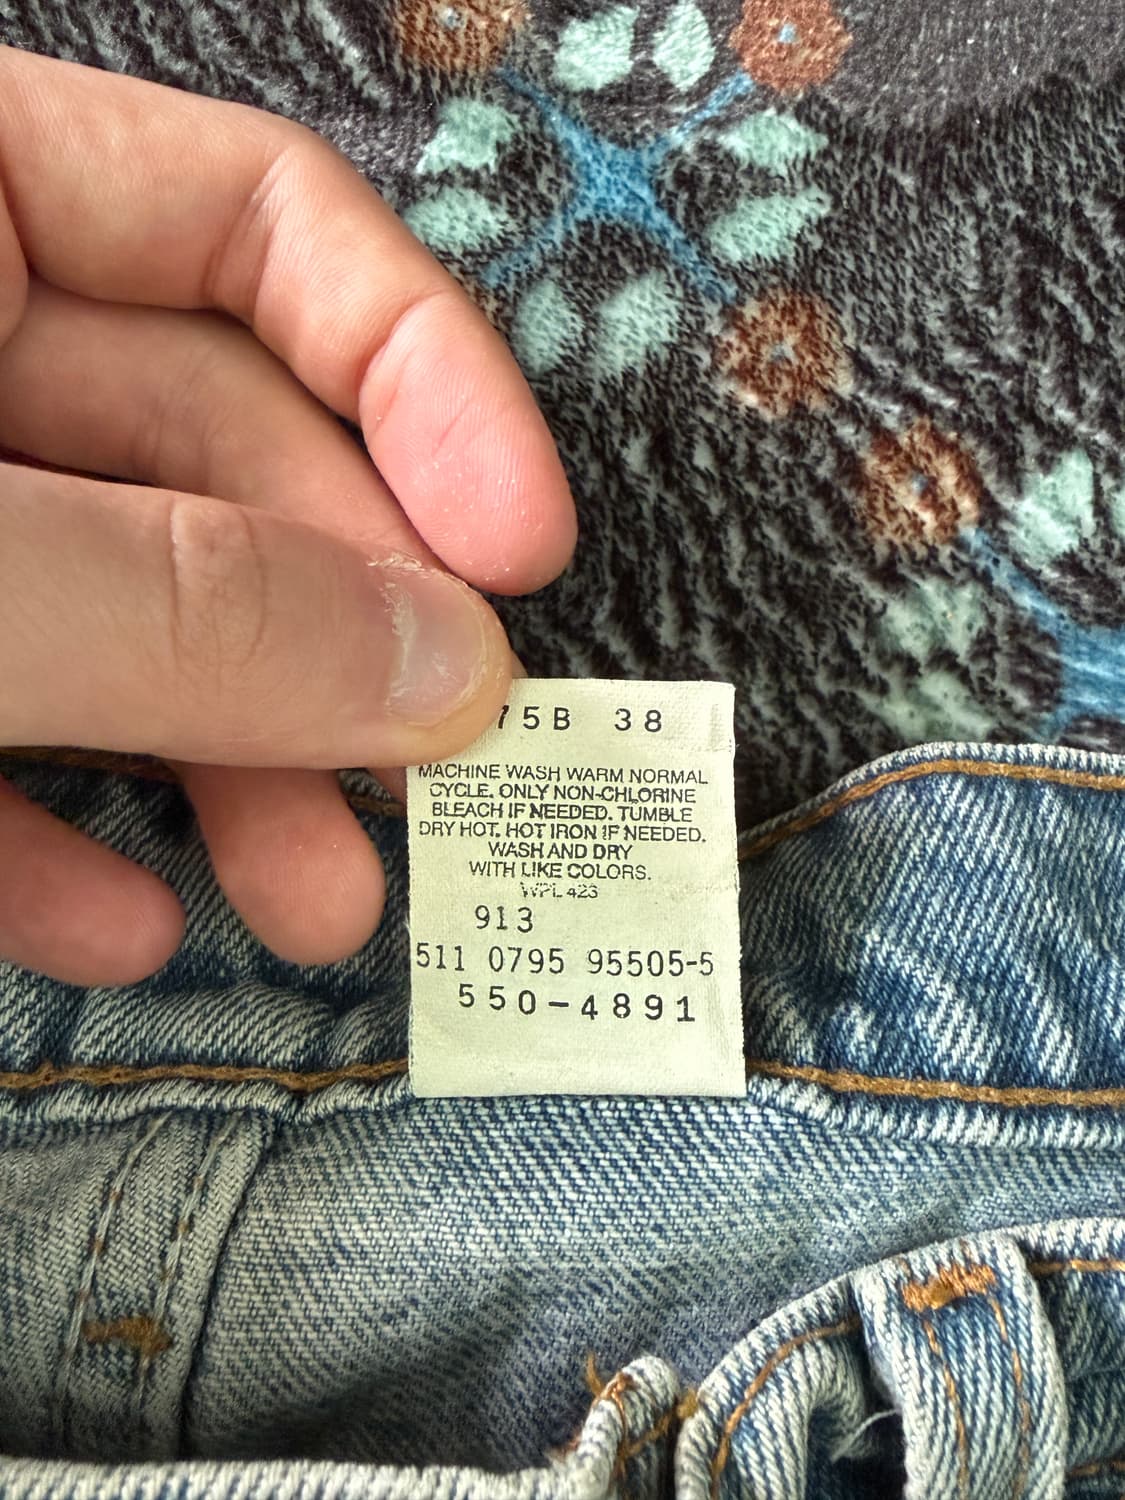 75B 38
MACHINE WASH WARM NORMAL
CYCLE. ONLY NON-CHLORINE
BLEACH IF NEEDED. TUMBLE
DRY HOT. HOT IRON IF NEEDED.
WASH AND DRY
WITH LIKE COLORS.
WPL 423
913
511 0795 95505-5
550-4891